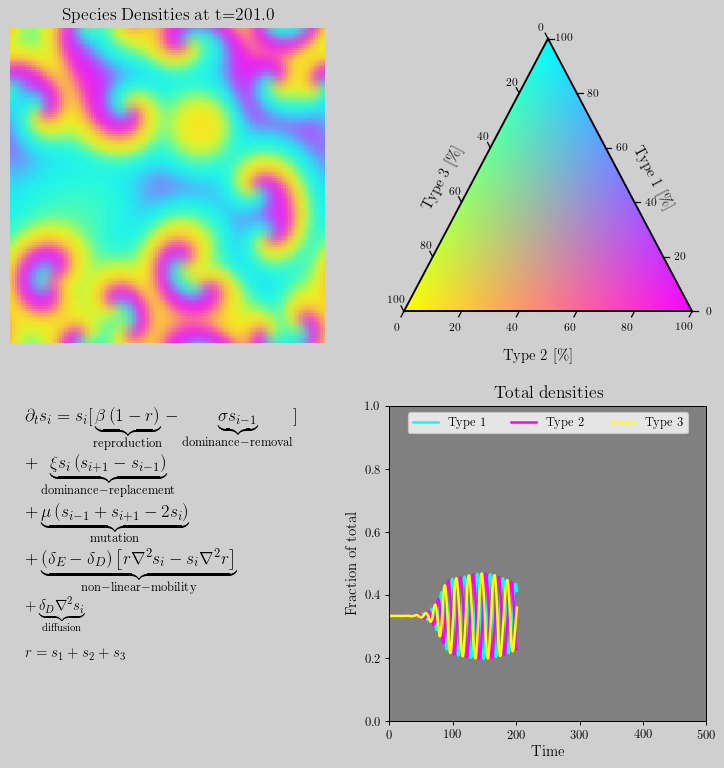 Species Densities at t=201.0
0
100
20
80
40
60
Type 3 [%]
Type 1 [%]
60
40
80
20
100
0
0
20
40
60
80
100
Type 2 [%]
∂ₜsᵢ = sᵢ[ β (1 − r) − σsᵢ₋₁ ]
reproduction dominance−removal
+ ξsᵢ (sᵢ₊₁ − sᵢ₋₁)
dominance−replacement
+ μ (sᵢ₋₁ + sᵢ₊₁ − 2sᵢ)
mutation
+ (δ_E − δ_D) [r∇²sᵢ − sᵢ∇²r]
non−linear−mobility
+ δ_D∇²sᵢ
diffusion
r = s₁ + s₂ + s₃
Total densities
Type 1 Type 2 Type 3
1.0
0.8
0.6
0.4
0.2
0.0
Fraction of total
0 100 200 300 400 500
Time